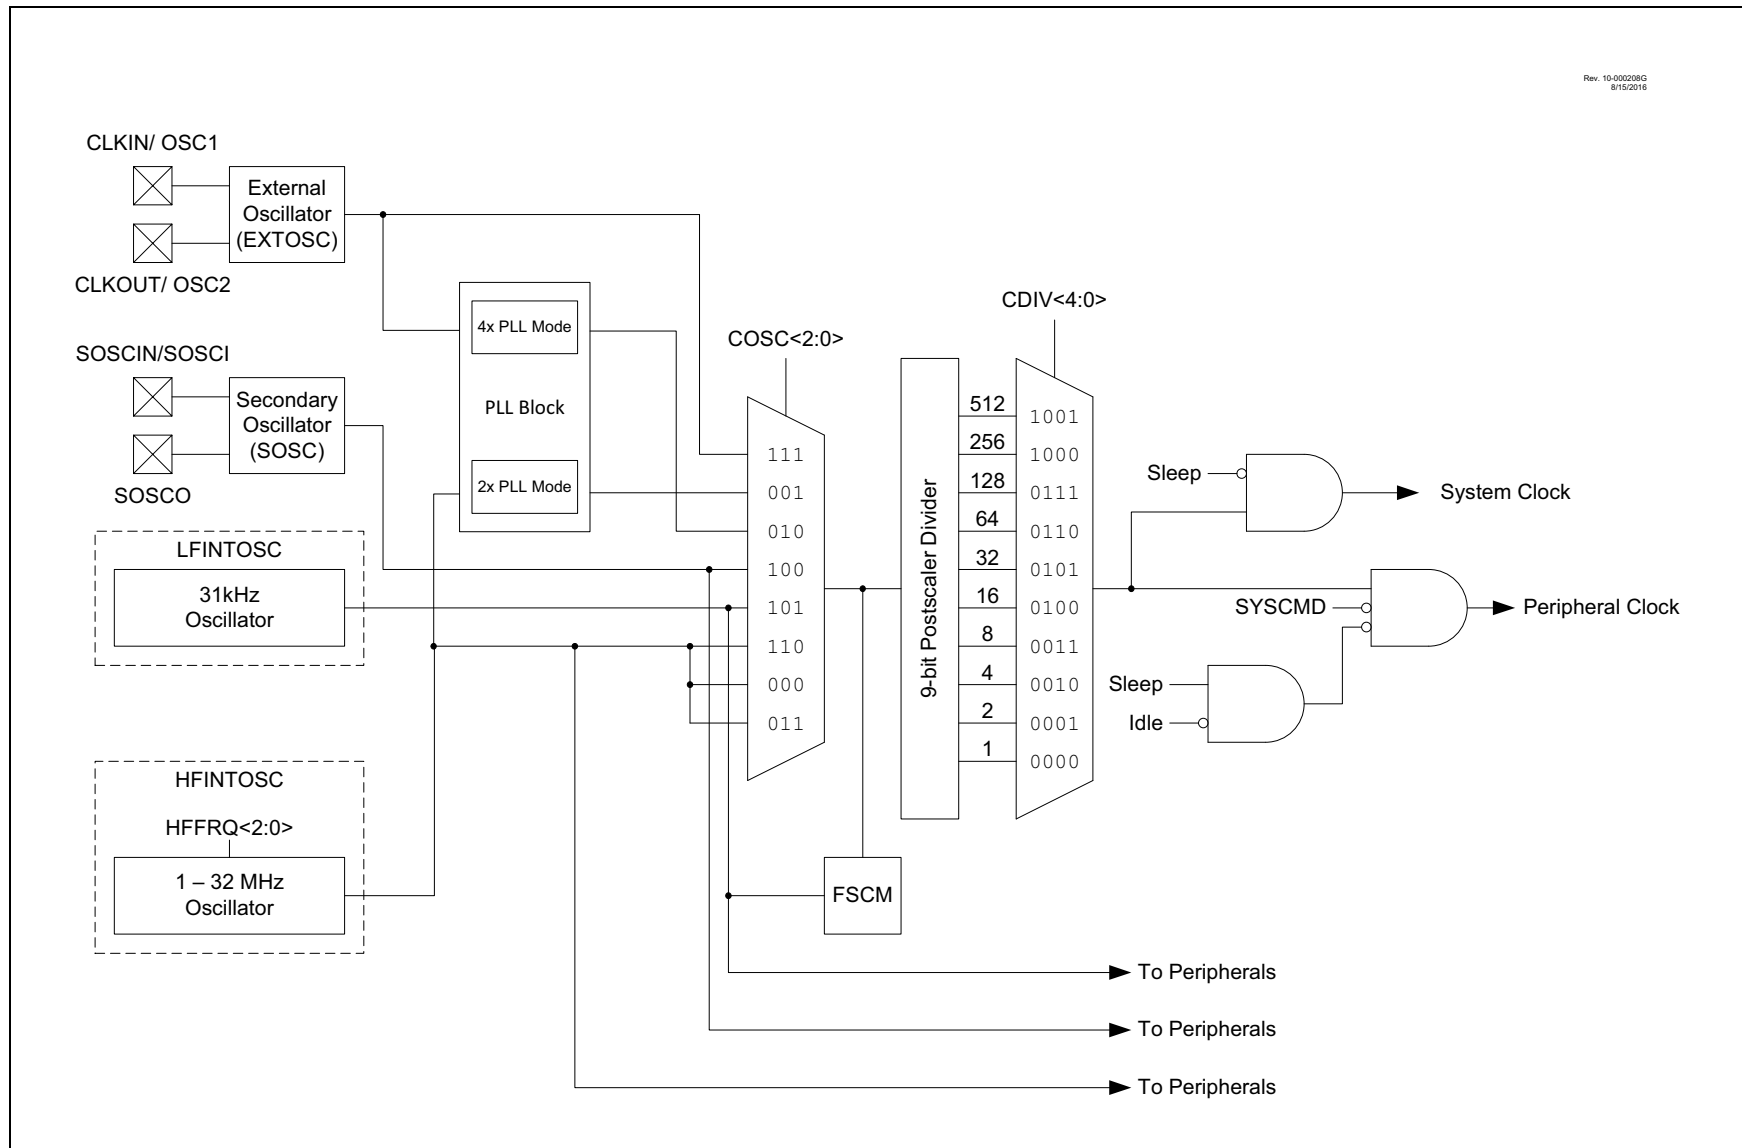 Rev. 10-000208G
8/15/2016
CLKIN/ OSC1
External
Oscillator
(EXTOSC)
CLKOUT/ OSC2
SOSCIN/SOSCI
Secondary
Oscillator
(SOSC)
SOSCO
LFINTOSC
31kHz
Oscillator
HFINTOSC
HFFRQ<2:0>
1 – 32 MHz
Oscillator
4x PLL Mode
PLL Block
2x PLL Mode
COSC<2:0>
111
001
010
100
101
110
000
011
FSCM
9-bit Postscaler Divider
CDIV<4:0>
512 1001
256 1000
128 0111
64 0110
32 0101
16 0100
8 0011
4 0010
2 0001
1 0000
Sleep
System Clock
SYSCMD
Peripheral Clock
Sleep
Idle
To Peripherals
To Peripherals
To Peripherals